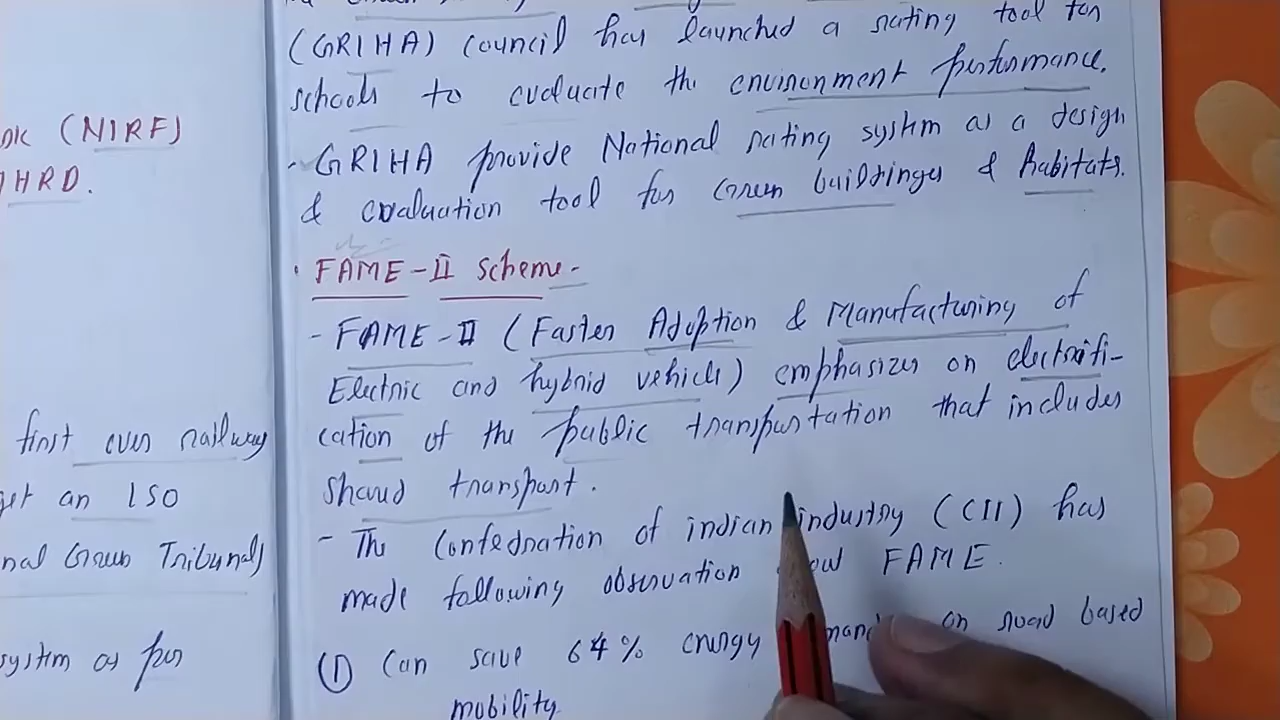 (NIRF)
HRD.
first ever railway
get an ISO
Green Tribunal)
system as per
(GRIHA) Council has launched a rating tool for
schools to evaluate the environment performance.
- GRIHA provide National rating system as a design
& evaluation tool for Green buildings & habitats.
• FAME-II Scheme-
- FAME-II (Faster Adoption & Manufacturing of
Electric and hybrid vehicle) emphasizes on electrifi-
cation of the public transportation that includes
shared transport.
- The Confedration of indian industry (CII) has
made following observation FAME.
(1) Can save 64% energy on road based
mobility